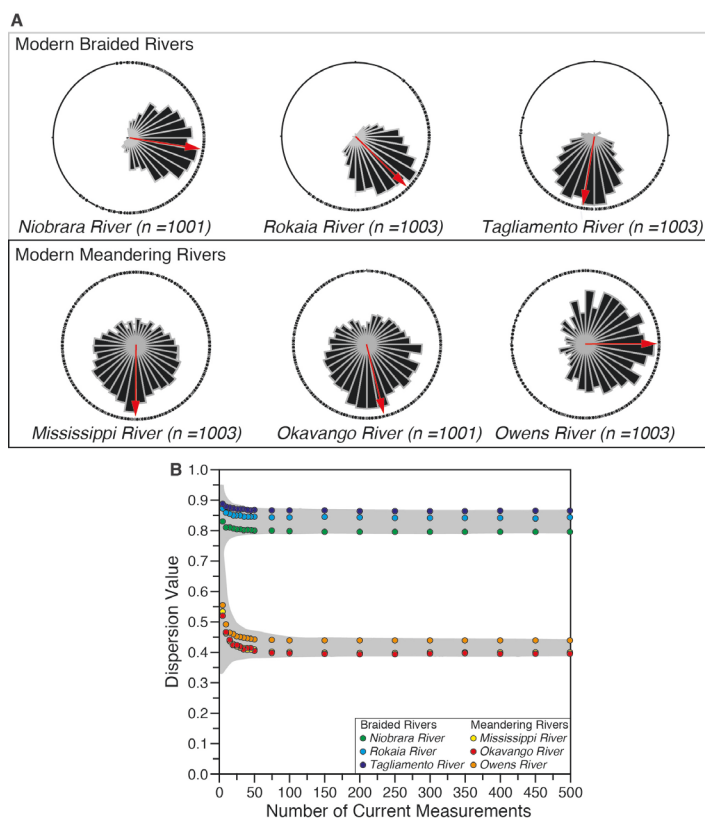 A
Modern Braided Rivers
Niobrara River (n =1001)
Rokaia River (n =1003)
Tagliamento River (n =1003)
Modern Meandering Rivers
Mississippi River (n =1003)
Okavango River (n =1001)
Owens River (n =1003)
B
1.0
0.9
0.8
0.7
0.6
0.5
0.4
0.3
0.2
0.1
0.0
Dispersion Value
Braided Rivers
Niobrara River
Rokaia River
Tagliamento River
Meandering Rivers
Mississippi River
Okavango River
Owens River
0 50 100 150 200 250 300 350 400 450 500
Number of Current Measurements